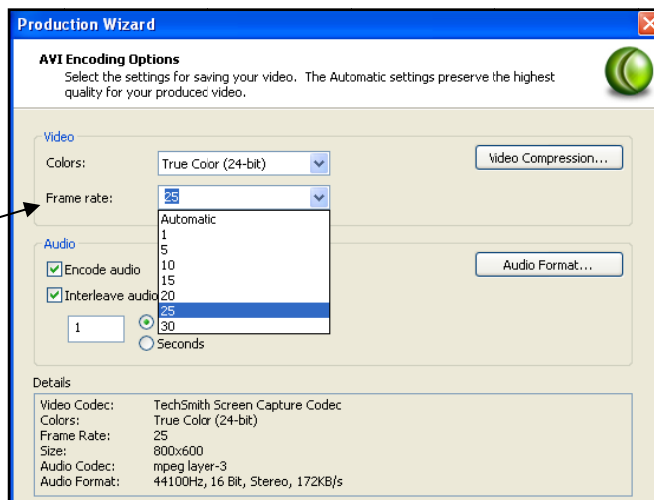 Production Wizard
AVI Encoding Options
Select the settings for saving your video. The Automatic settings preserve the highest
quality for your produced video.
Video
Colors: True Color (24-bit) Video Compression...
Frame rate: 25
Automatic
1
5
10
15
20
25
30
Audio
Encode audio Audio Format...
Interleave audio
1
Seconds
Details
Video Codec: TechSmith Screen Capture Codec
Colors: True Color (24-bit)
Frame Rate: 25
Size: 800x600
Audio Codec: mpeg layer-3
Audio Format: 44100Hz, 16 Bit, Stereo, 172KB/s